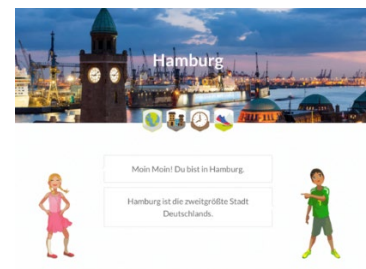 Hamburg
Moin Moin! Du bist in Hamburg.
Hamburg ist die zweitgrößte Stadt
Deutschlands.